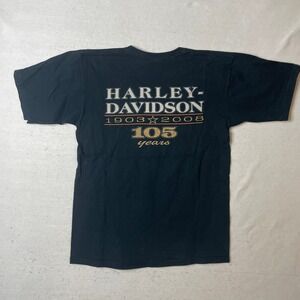 HARLEY-
DAVIDSON
1903☆2008
105
years